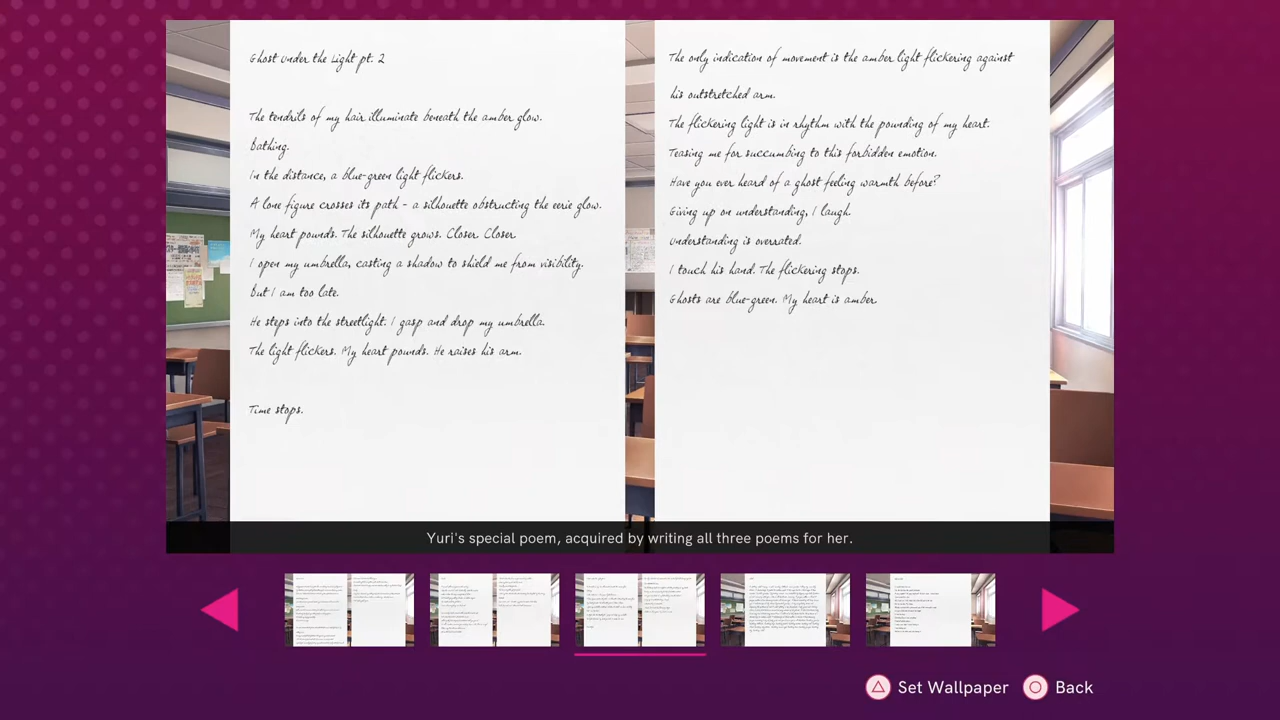 Ghost Under the Light pt. 2
The tendrils of my hair illuminate beneath the amber glow.
Bathing.
In the distance, a blue-green light flickers.
A lone figure crosses its path - a silhouette obstructing the eerie glow.
My heart pounds. The silhouette grows. Closer. Closer.
I open my umbrella, casting a shadow to shield me from visibility.
But I am too late.
He steps into the streetlight. I gasp and drop my umbrella.
The light flickers. My heart pounds. He raises his arm.
Time stops.
The only indication of movement is the amber light flickering against
his outstretched arm.
The flickering light is in rhythm with the pounding of my heart.
Teasing me for succumbing to this forbidden emotion.
Have you ever heard of a ghost feeling warmth before?
Giving up on understanding, I laugh.
Understanding is overrated.
I touch his hand. The flickering stops.
Ghosts are blue-green. My heart is amber.
Yuri's special poem, acquired by writing all three poems for her.
Set Wallpaper
Back